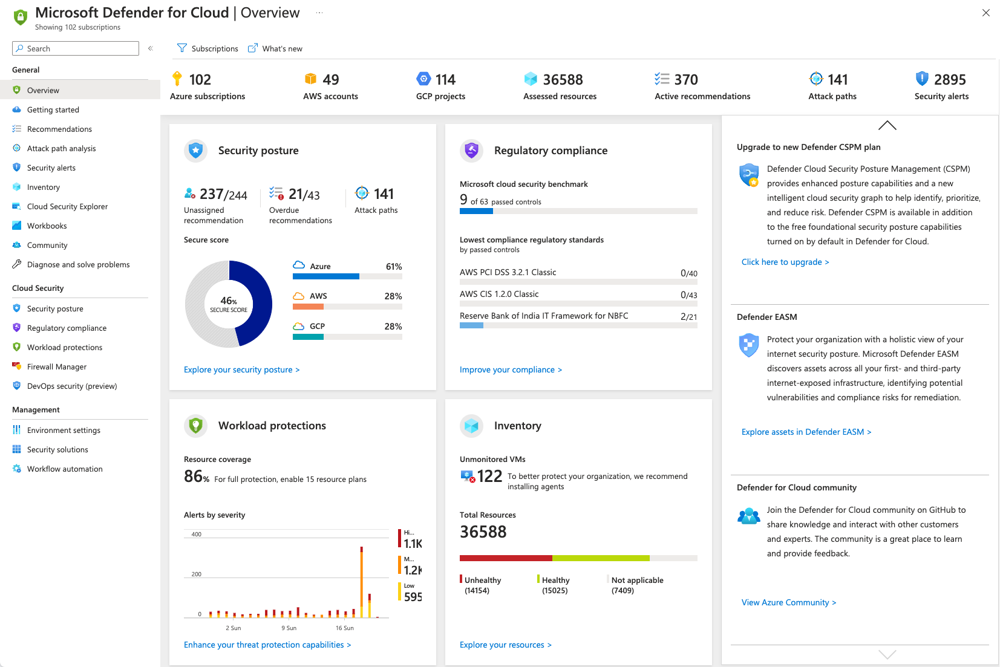 Microsoft Defender for Cloud | Overview ...
Showing 102 subscriptions
Search
«
Subscriptions
What's new
General
Overview
Getting started
Recommendations
Attack path analysis
Security alerts
Inventory
Cloud Security Explorer
Workbooks
Community
Diagnose and solve problems
Cloud Security
Security posture
Regulatory compliance
Workload protections
Firewall Manager
DevOps security (preview)
Management
Environment settings
Security solutions
Workflow automation
102
Azure subscriptions
49
AWS accounts
114
GCP projects
36588
Assessed resources
370
Active recommendations
141
Attack paths
2895
Security alerts
Security posture
237/244
Unassigned
recommendation
21/43
Overdue
recommendations
141
Attack paths
Secure score
46%
SECURE SCORE
Azure 61%
AWS 28%
GCP 28%
Explore your security posture >
Regulatory compliance
Microsoft cloud security benchmark
9 of 63 passed controls
Lowest compliance regulatory standards
by passed controls
AWS PCI DSS 3.2.1 Classic 0/40
AWS CIS 1.2.0 Classic 0/43
Reserve Bank of India IT Framework for NBFC 2/21
Improve your compliance >
Workload protections
Resource coverage
86% For full protection, enable 15 resource plans
Alerts by severity
400
200
0
2 Sun 9 Sun 16 Sun
Hi...
1.1K
M...
1.2K
Low
595
Enhance your threat protection capabilities >
Inventory
Unmonitored VMs
122 To better protect your organization, we recommend
installing agents
Total Resources
36588
Unhealthy
(14154)
Healthy
(15025)
Not applicable
(7409)
Explore your resources >
Upgrade to new Defender CSPM plan
Defender Cloud Security Posture Management (CSPM)
provides enhanced posture capabilities and a new
intelligent cloud security graph to help identify, prioritize,
and reduce risk. Defender CSPM is available in addition
to the free foundational security posture capabilities
turned on by default in Defender for Cloud.
Click here to upgrade >
Defender EASM
Protect your organization with a holistic view of your
internet security posture. Microsoft Defender EASM
discovers assets across all your first- and third-party
internet-exposed infrastructure, identifying potential
vulnerabilities and compliance risks for remediation.
Explore assets in Defender EASM >
Defender for Cloud community
Join the Defender for Cloud community on GitHub to
share knowledge and interact with other customers
and experts. The community is a great place to learn
and provide feedback.
View Azure Community >